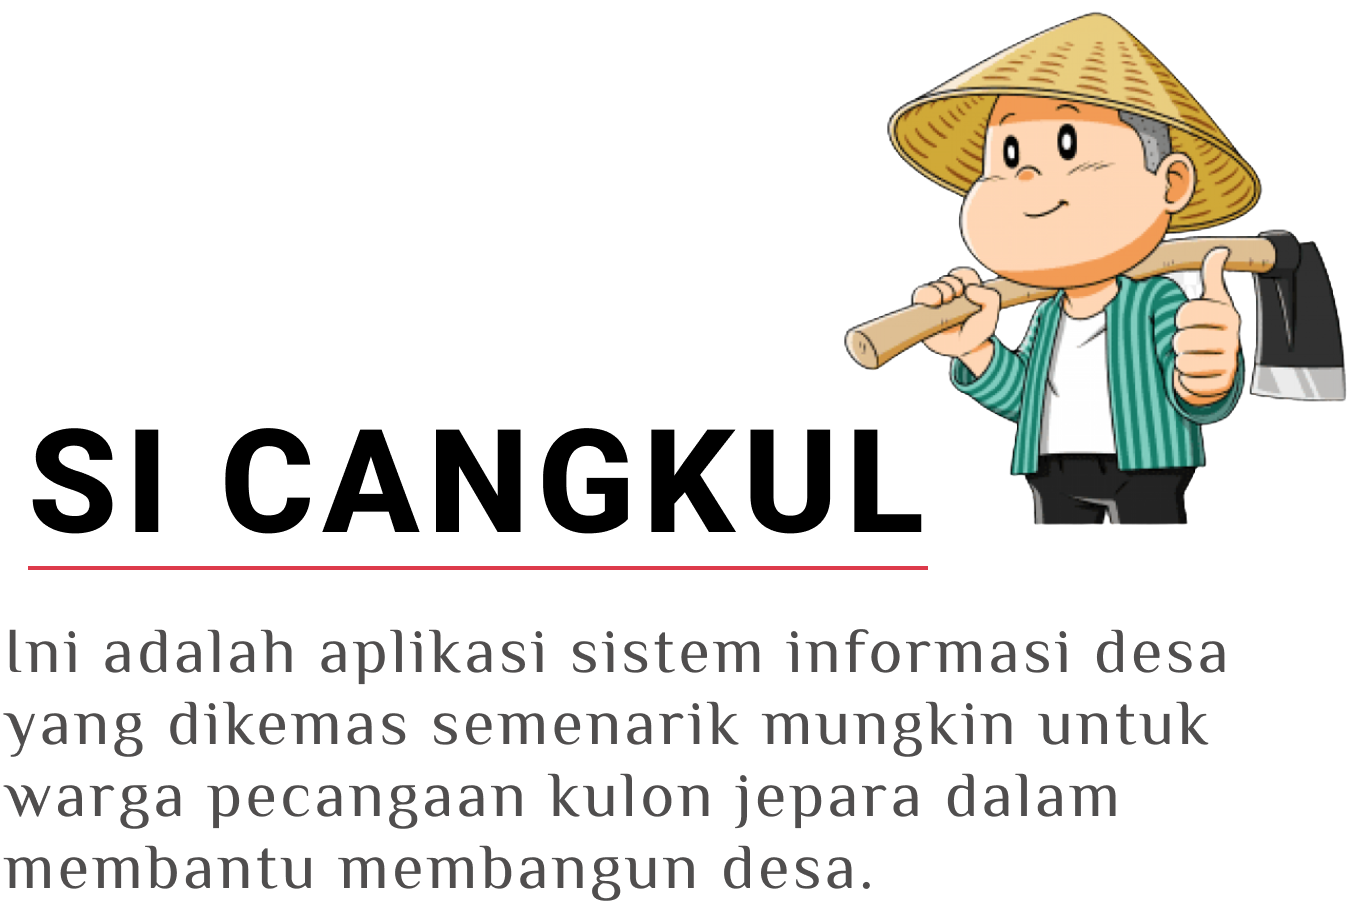 SI CANGKUL
Ini adalah aplikasi sistem informasi desa
yang dikemas semenarik mungkin untuk
warga pecangaan kulon jepara dalam
membantu membangun desa.